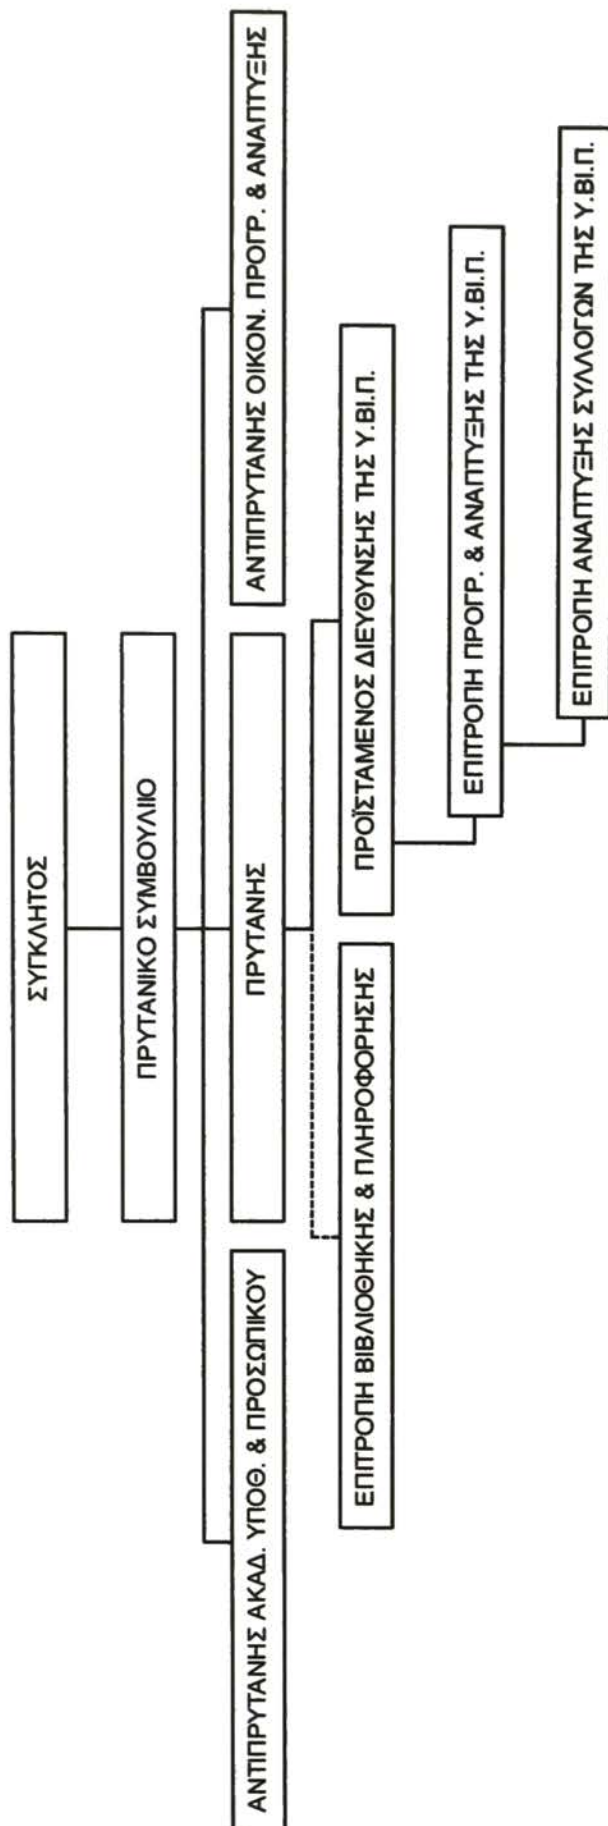 ΣΥΓΚΛΗΤΟΣ
ΠΡΥΤΑΝΙΚΟ ΣΥΜΒΟΥΛΙΟ
ΑΝΤΙΠΡΥΤΑΝΗΣ ΑΚΑΔ. ΥΠΟΘ. & ΠΡΟΣΩΠΙΚΟΥ
ΠΡΥΤΑΝΗΣ
ΑΝΤΙΠΡΥΤΑΝΗΣ ΟΙΚΟΝ. ΠΡΟΓΡ. & ΑΝΑΠΤΥΞΗΣ
ΕΠΙΤΡΟΠΗ ΒΙΒΛΙΟΘΗΚΗΣ & ΠΛΗΡΟΦΟΡΗΣΗΣ
ΠΡΟΪΣΤΑΜΕΝΟΣ ΔΙΕΥΘΥΝΣΗΣ ΤΗΣ Υ.ΒΙ.Π.
ΕΠΙΤΡΟΠΗ ΠΡΟΓΡ. & ΑΝΑΠΤΥΞΗΣ ΤΗΣ Υ.ΒΙ.Π.
ΕΠΙΤΡΟΠΗ ΑΝΑΠΤΥΞΗΣ ΣΥΛΛΟΓΩΝ ΤΗΣ Υ.ΒΙ.Π.